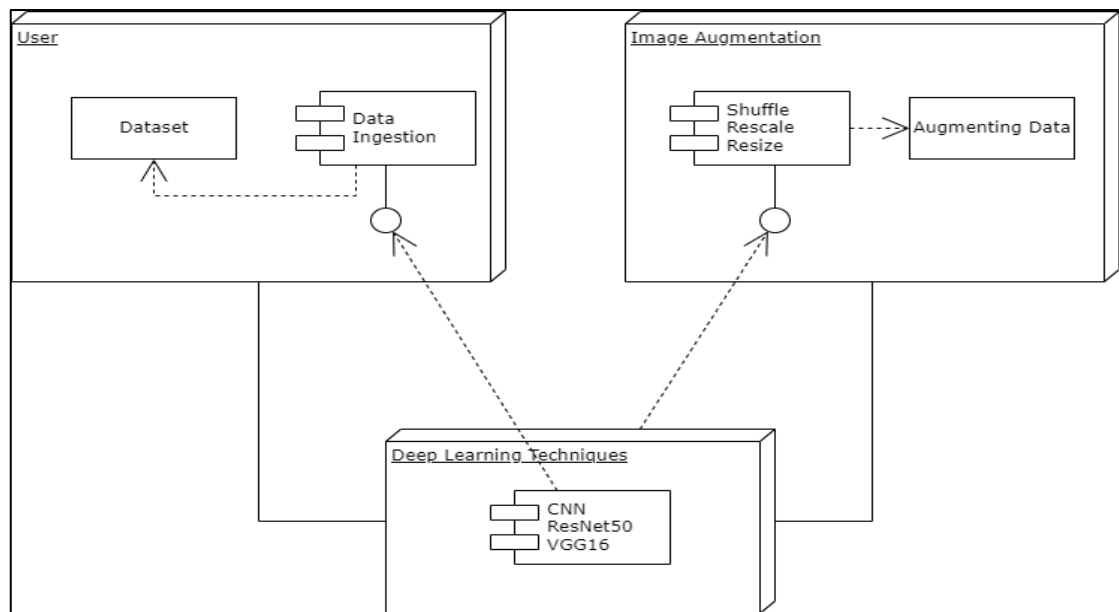 User
Dataset
Data
Ingestion
Image Augmentation
Shuffle
Rescale
Resize
Augmenting Data
Deep Learning Techniques
CNN
ResNet50
VGG16